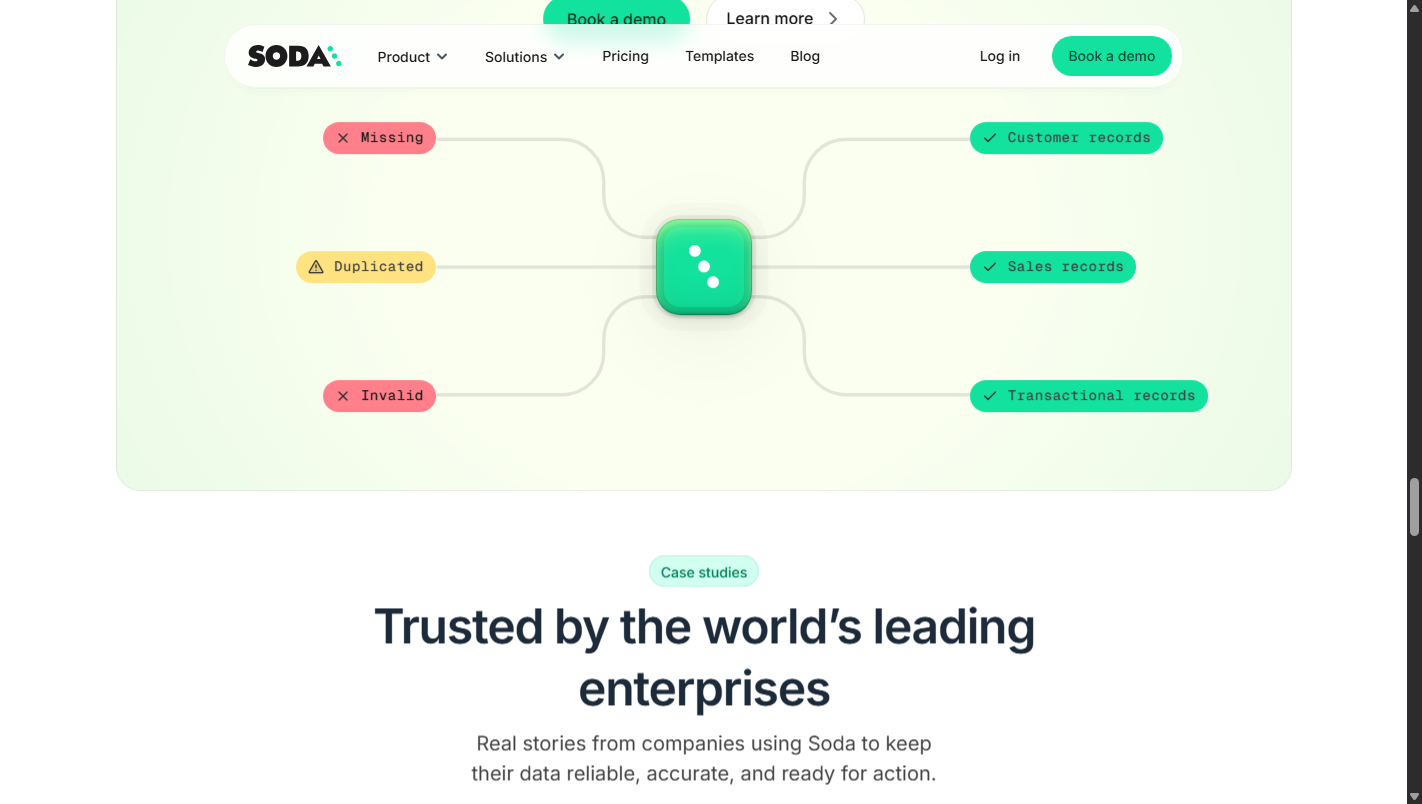 Book a demo
Learn more
SODA
Product
Solutions
Pricing
Templates
Blog
Log in
Book a demo
Missing
Customer records
Duplicated
Sales records
Invalid
Transactional records
Case studies
Trusted by the world’s leading
enterprises
Real stories from companies using Soda to keep
their data reliable, accurate, and ready for action.